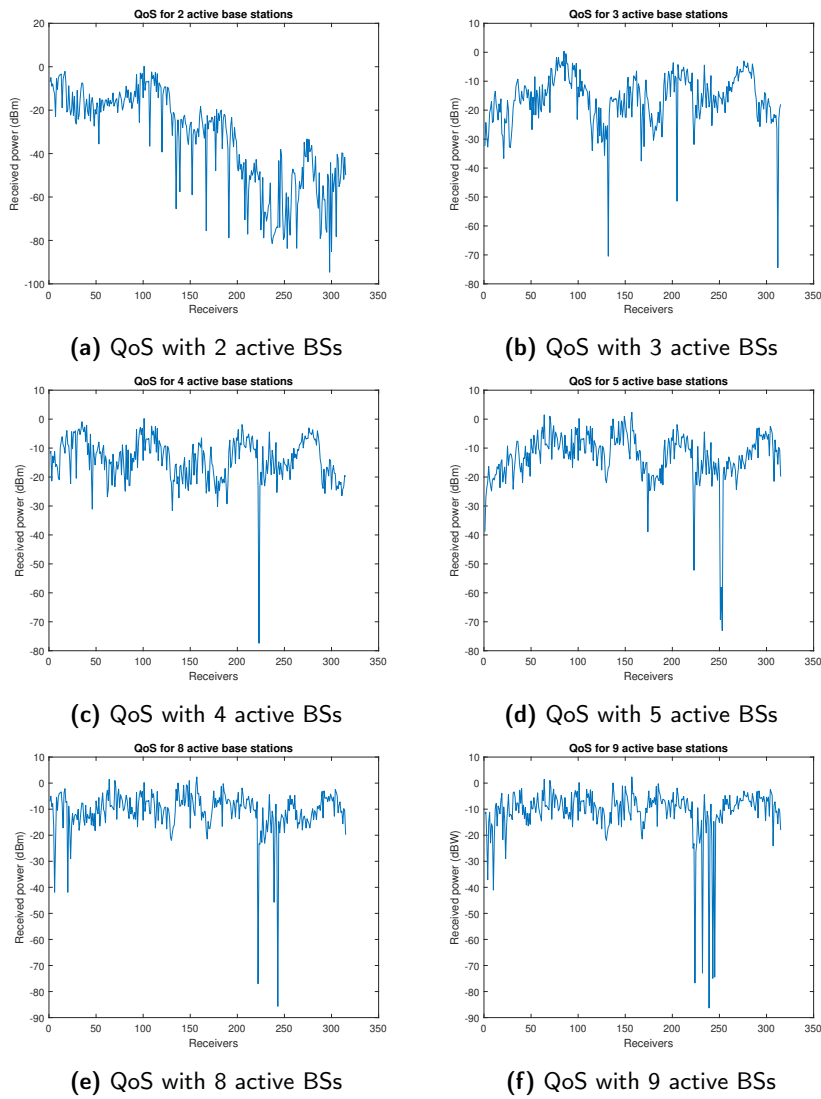 QoS for 2 active base stations
20
0
-20
-40
-60
-80
-100
Received power (dBm)
0 50 100 150 200 250 300 350
Receivers
(a) QoS with 2 active BSs
QoS for 3 active base stations
10
0
-10
-20
-30
-40
-50
-60
-70
-80
Received power (dBm)
0 50 100 150 200 250 300 350
Receivers
(b) QoS with 3 active BSs
QoS for 4 active base stations
10
0
-10
-20
-30
-40
-50
-60
-70
-80
Received power (dBm)
0 50 100 150 200 250 300 350
Receivers
(c) QoS with 4 active BSs
QoS for 5 active base stations
10
0
-10
-20
-30
-40
-50
-60
-70
-80
Received power (dBm)
0 50 100 150 200 250 300 350
Receivers
(d) QoS with 5 active BSs
QoS for 8 active base stations
10
0
-10
-20
-30
-40
-50
-60
-70
-80
-90
Received power (dBm)
0 50 100 150 200 250 300 350
Receivers
(e) QoS with 8 active BSs
QoS for 9 active base stations
10
0
-10
-20
-30
-40
-50
-60
-70
-80
-90
Received power (dBW)
0 50 100 150 200 250 300 350
Receivers
(f) QoS with 9 active BSs